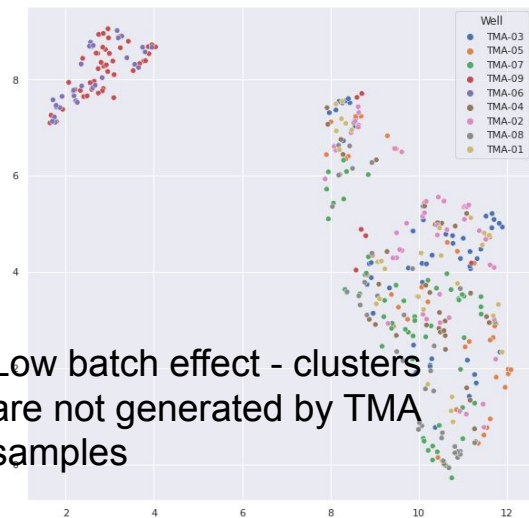 Well
TMA-03
TMA-05
TMA-07
TMA-09
TMA-06
TMA-04
TMA-02
TMA-08
TMA-01
8
6
4
2
Low batch effect - clusters
are not generated by TMA
samples
0
2
4
6
8
10
12